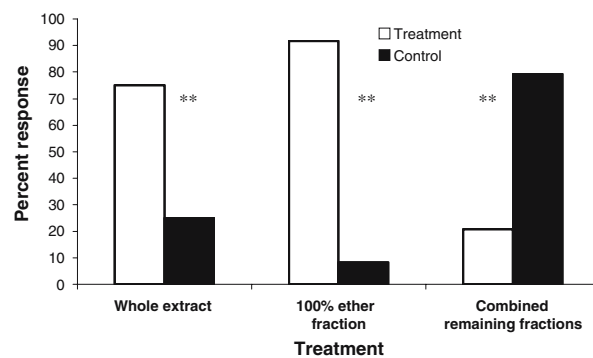 100
90
80
70
60
50
40
30
20
10
0
Percent response
Treatment
Control
** ** **
Whole extract
100% ether
fraction
Combined
remaining fractions
Treatment